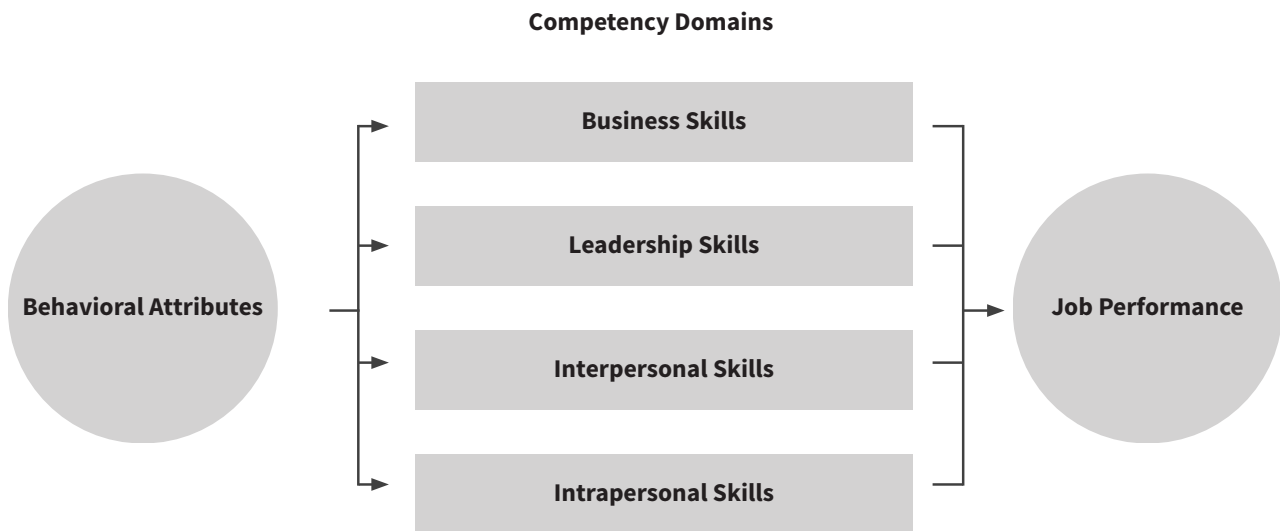 Competency Domains
Business Skills
Leadership Skills
Behavioral Attributes
Job Performance
Interpersonal Skills
Intrapersonal Skills